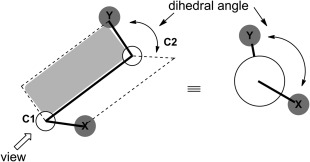 dihedral angle
Y
C2
Y
≡
C1
X
X
view